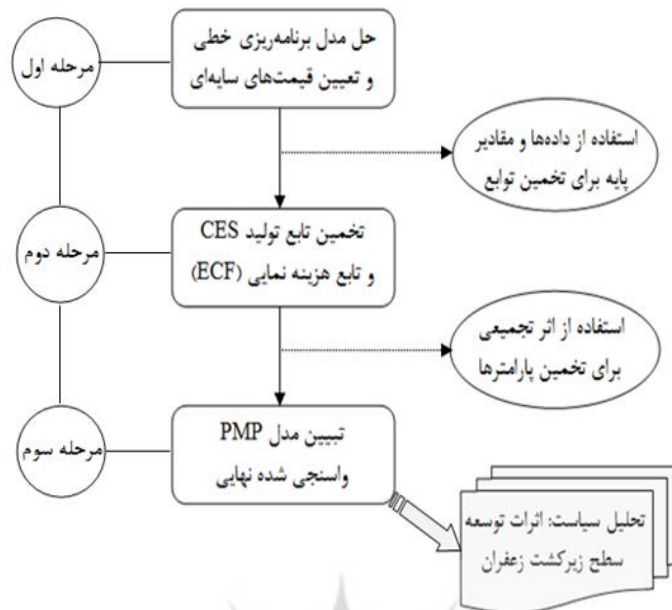 مرحله اول
حل مدل برنامه‌ریزی خطی
و تعیین قیمت‌های سایه‌ای
استفاده از داده‌ها و مقادیر
پایه برای تخمین توابع
مرحله دوم
تخمین تابع تولید CES
و تابع هزینه نمایی (ECF)
استفاده از اثر تجمیعی
برای تخمین پارامترها
مرحله سوم
تبیین مدل PMP
واسنجی شده نهایی
تحلیل سیاست: اثرات توسعه
سطح زیرکشت زعفران